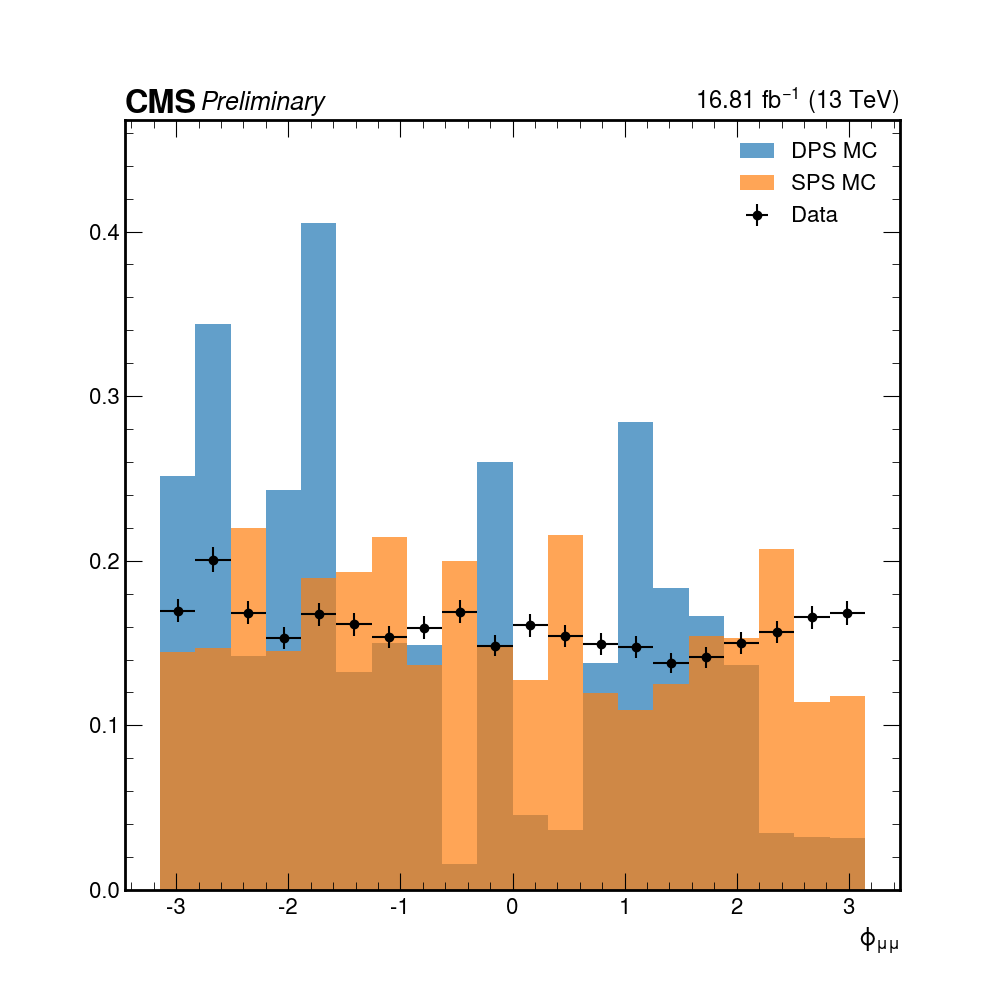 CMS Preliminary 16.81 fb⁻¹ (13 TeV)
DPS MC
SPS MC
Data
0.4
0.3
0.2
0.1
0.0
-3 -2 -1 0 1 2 3
ϕμμ